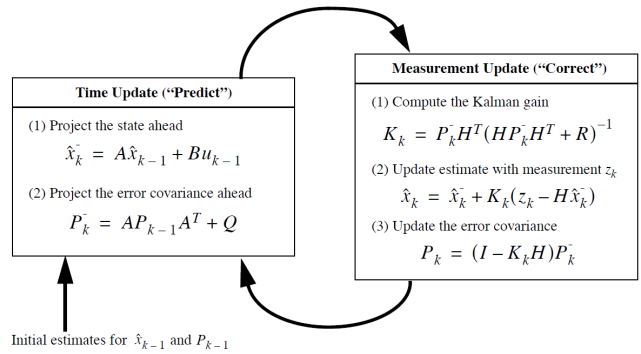 Time Update (“Predict”)
(1) Project the state ahead
x̂ₖ⁻ = Ax̂ₖ₋₁ + Buₖ₋₁
(2) Project the error covariance ahead
Pₖ⁻ = APₖ₋₁Aᵀ + Q
Initial estimates for x̂ₖ₋₁ and Pₖ₋₁
Measurement Update (“Correct”)
(1) Compute the Kalman gain
Kₖ = Pₖ⁻Hᵀ(HPₖ⁻Hᵀ + R)⁻¹
(2) Update estimate with measurement zₖ
x̂ₖ = x̂ₖ⁻ + Kₖ(zₖ – Hx̂ₖ⁻)
(3) Update the error covariance
Pₖ = (I – KₖH)Pₖ⁻